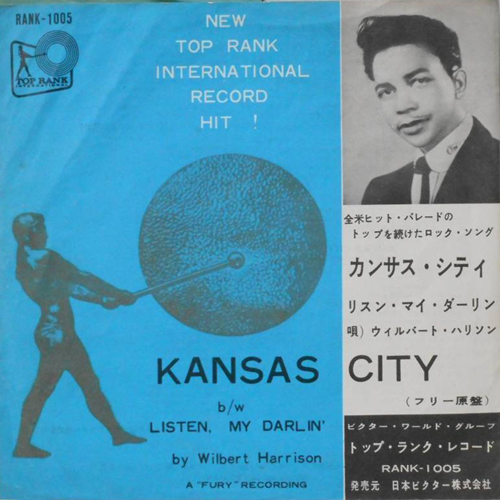 RANK-1005
TOP RANK
INTERNATIONAL
NEW
TOP RANK
INTERNATIONAL
RECORD
HIT !
全米ヒット・パレードの
トップを続けたロック・ソング
カンサス・シティ
リスン・マイ・ダーリン
唄）ウィルバート・ハリソン
KANSAS CITY
(フリー原盤)
b/w
LISTEN, MY DARLIN'
by Wilbert Harrison
A "FURY" RECORDING
ビクター・ワールド・グループ
トップ・ランク・レコード
RANK-1005
発売元 日本ビクター株式会社